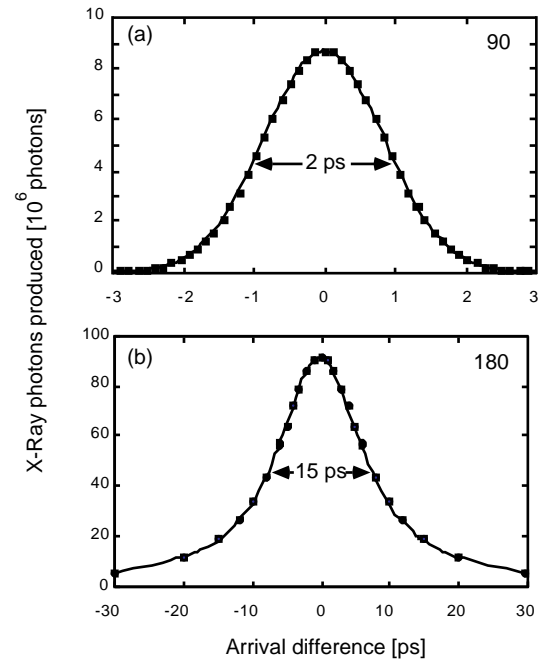 X-Ray photons produced [10^6 photons]
(a)
90
10
8
6
4
2
0
2 ps
-3 -2 -1 0 1 2 3
(b)
180
100
80
60
40
20
0
15 ps
-30 -20 -10 0 10 20 30
Arrival difference [ps]